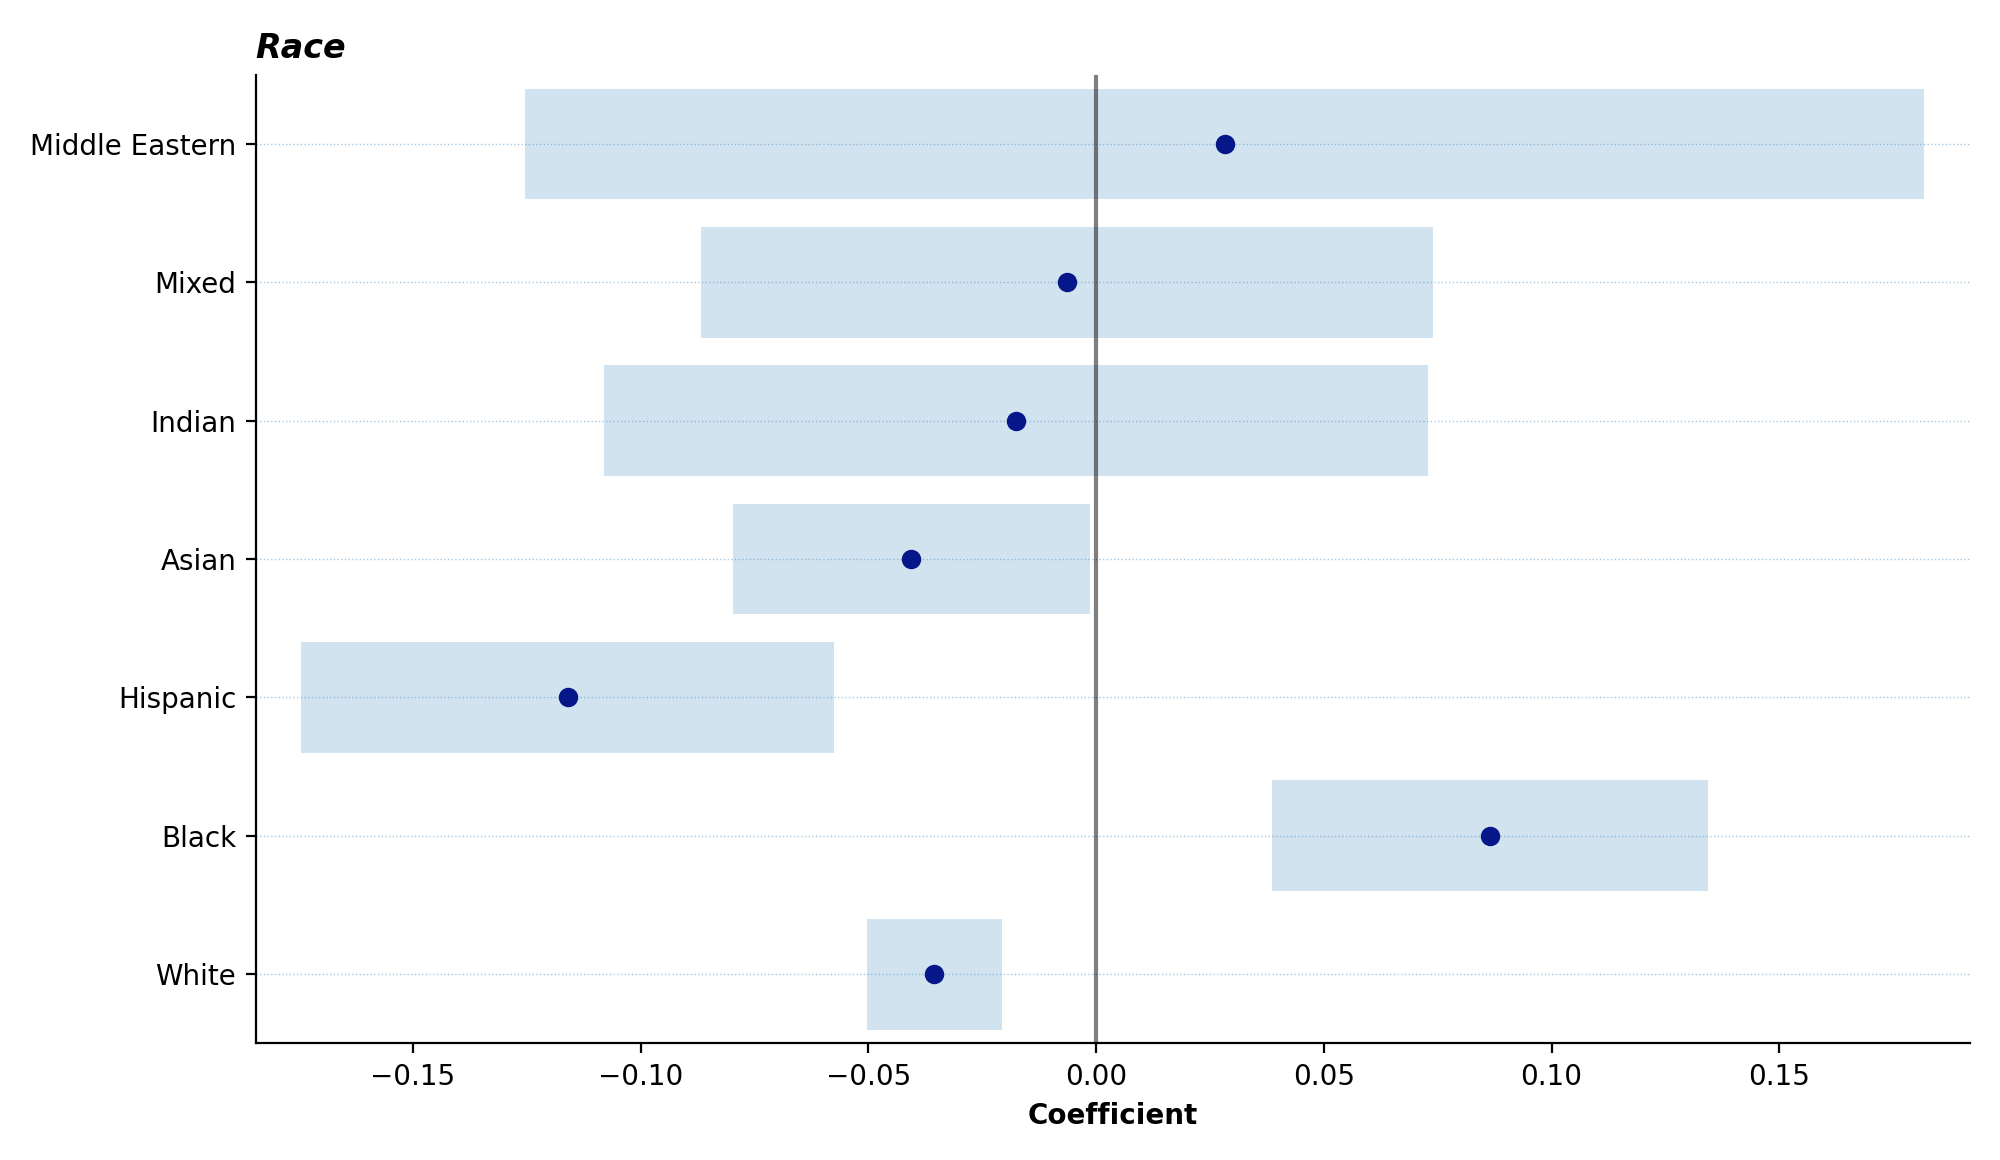 Race
Middle Eastern
Mixed
Indian
Asian
Hispanic
Black
White
−0.15 −0.10 −0.05 0.00 0.05 0.10 0.15
Coefficient